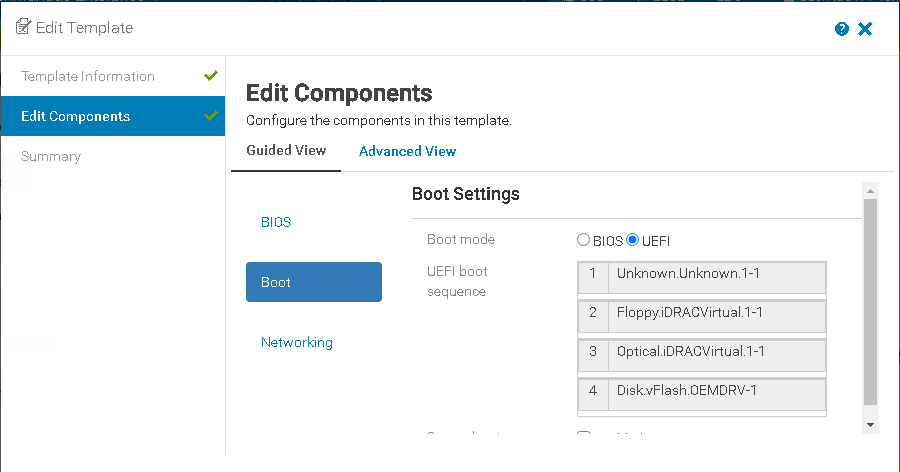 Edit Template
Template Information
Edit Components
Summary
Edit Components
Configure the components in this template.
Guided View Advanced View
BIOS
Boot
Networking
Boot Settings
Boot mode BIOS UEFI
UEFI boot
sequence
1 Unknown.Unknown.1-1
2 Floppy.iDRACVirtual.1-1
3 Optical.iDRACVirtual.1-1
4 Disk.vFlash.OEMDRV-1